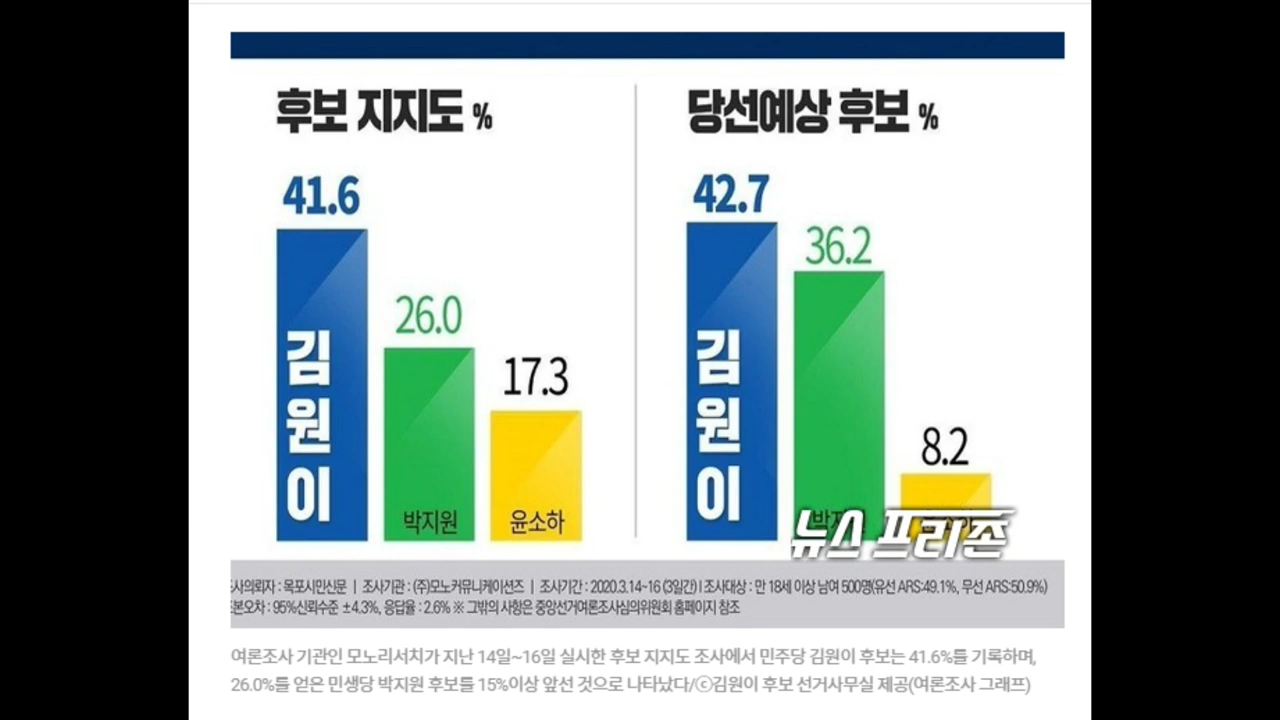 후보 지지도 %
당선예상 후보 %
41.6
26.0
17.3
김원이
박지원
윤소하
42.7
36.2
8.2
김원이
뉴스 프리존
사의뢰자 : 목포시민신문 | 조사기관 : (주)모노커뮤니케이션즈 | 조사기간 : 2020.3.14~16 (3일간) | 조사대상 : 만 18세 이상 남여 500명(유선 ARS:49.1%, 무선 ARS:50.9%)
본오차 : 95%신뢰수준 ±4.3%, 응답율 : 2.6% ※ 그밖의 사항은 중앙선거여론조사심의위원회 홈페이지 참조
여론조사 기관인 모노리서치가 지난 14일~16일 실시한 후보 지지도 조사에서 민주당 김원이 후보는 41.6%를 기록하며,
26.0%를 얻은 민생당 박지원 후보를 15%이상 앞선 것으로 나타났다/ⓒ김원이 후보 선거사무실 제공(여론조사 그래프)